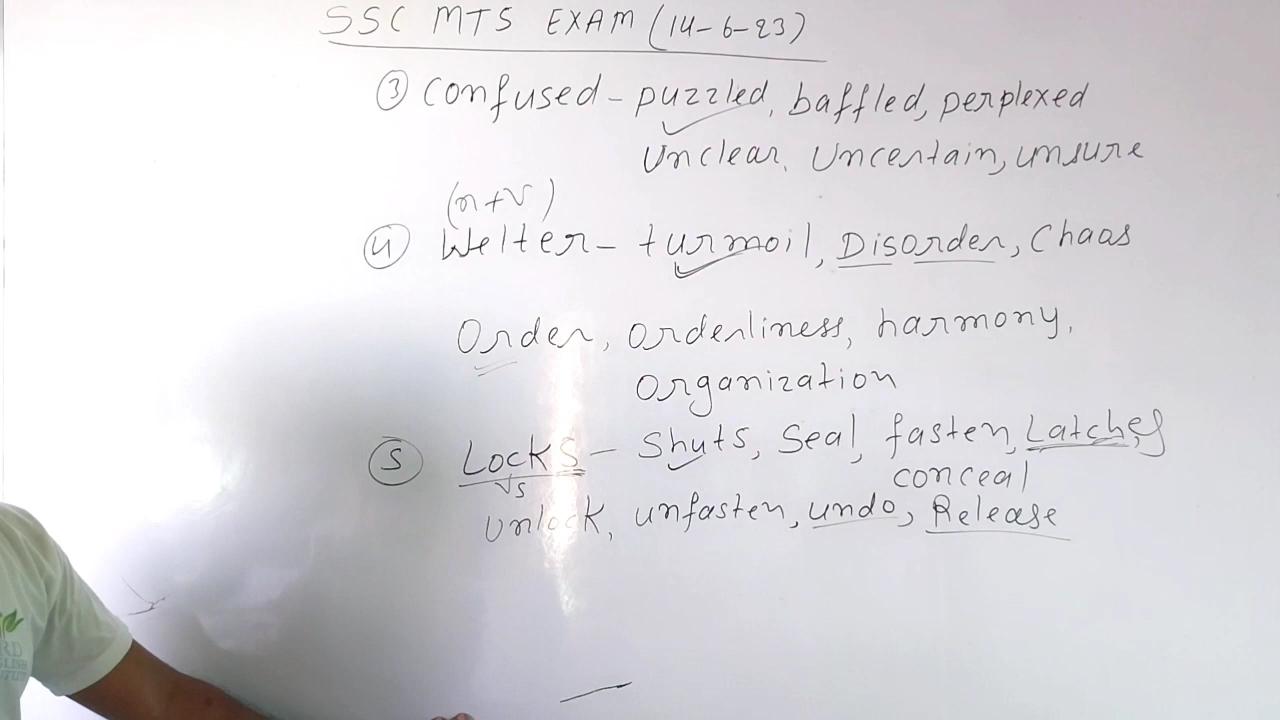 SSC MTS EXAM (14-6-23)
③ Confused - puzzled, baffled, perplexed
Unclear, Uncertain, unsure
(n+v)
④ Welter - turmoil, Disorder, Chaos
Order, orderliness, harmony,
organization
⑤ Locks - Shuts, Seal, fasten, Latches
conceal
Vs
Unlock, unfasten, undo, Release